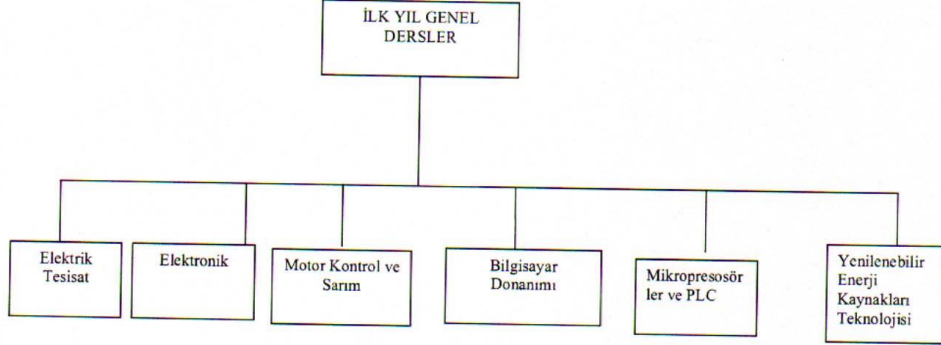 İLK YIL GENEL
DERSLER
Elektrik
Tesisat
Elektronik
Motor Kontrol ve
Sarım
Bilgisayar
Donanımı
Mikropresosör
ler ve PLC
Yenilenebilir
Enerji
Kaynakları
Teknolojisi